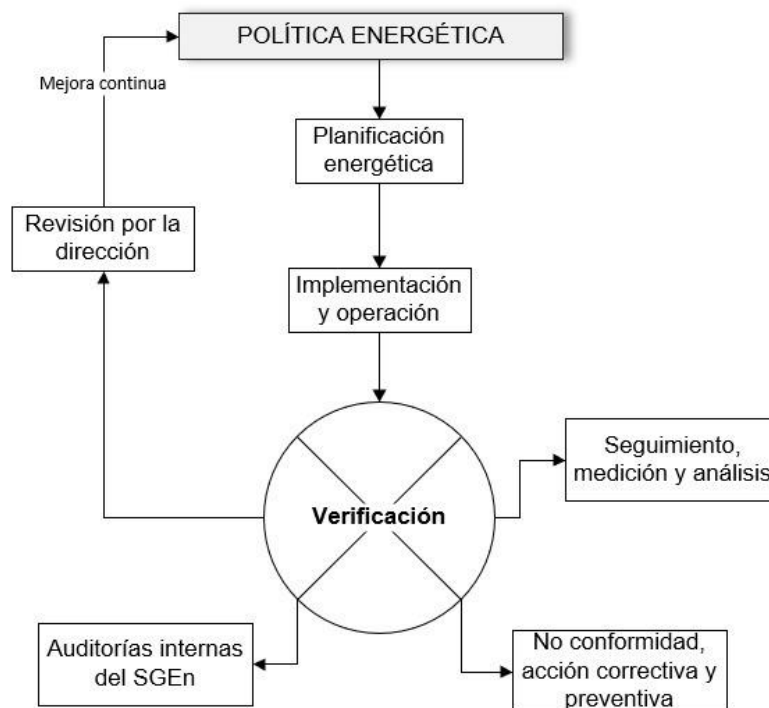 POLÍTICA ENERGÉTICA
Mejora continua
Planificación
energética
Revisión por la
dirección
Implementación
y operación
Verificación
Seguimiento,
medición y análisis
Auditorías internas
del SGEn
No conformidad,
acción correctiva y
preventiva